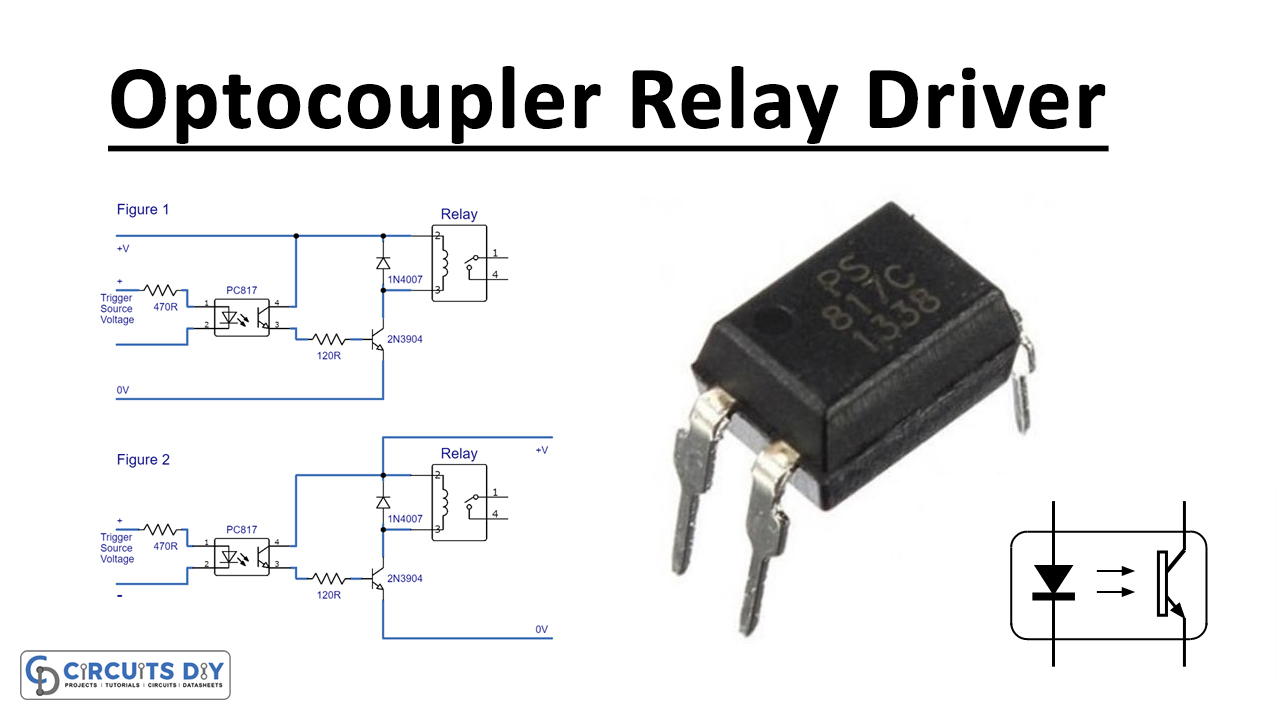 Optocoupler Relay Driver
Figure 1
Relay
+V
2
1
4
3
1N4007
+
Trigger
Source
Voltage
470R
PC817
1
2
4
3
120R
2N3904
0V
Figure 2
+V
Relay
2
1
4
3
1N4007
+
Trigger
Source
Voltage
-
470R
PC817
1
2
4
3
120R
2N3904
0V
PS
817C
1338
CIRCUITS DIY
PROJECTS | TUTORIALS | CIRCUITS | DATASHEETS